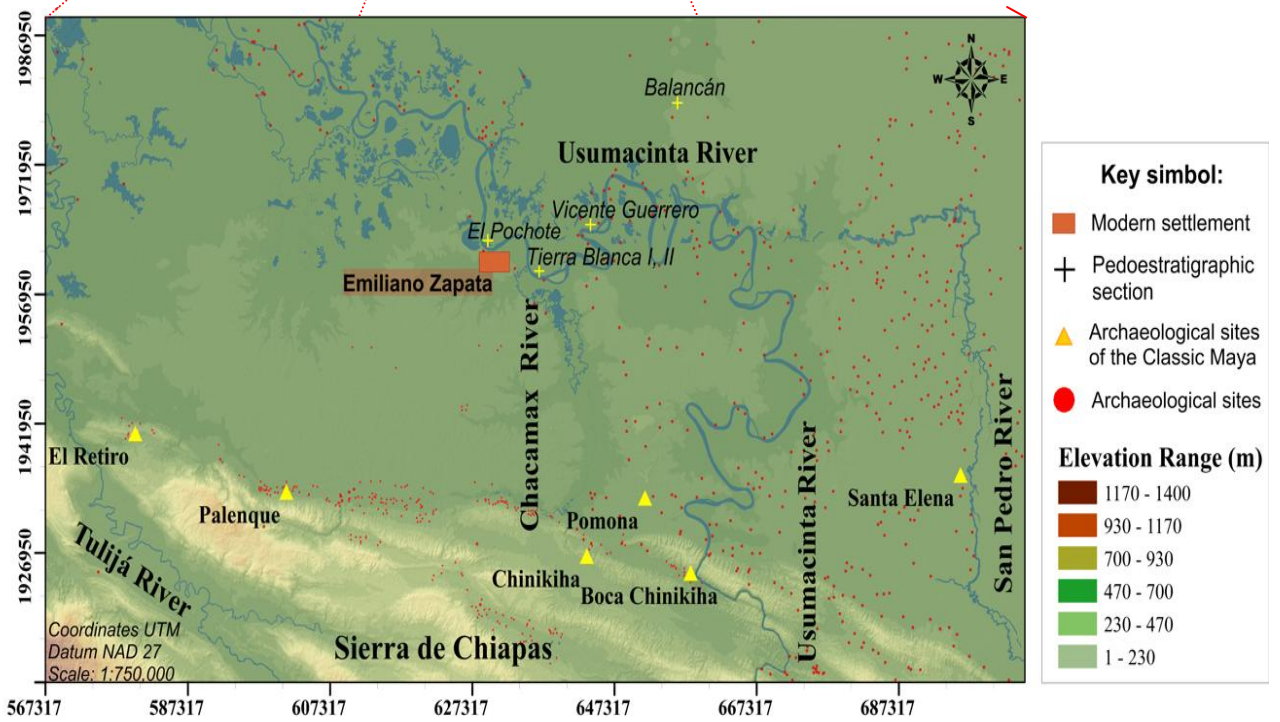 1986950
1971950
1956950
1941950
1926950
567317
587317
607317
627317
647317
667317
687317
N
W
E
S
Balancán
Usumacinta River
Vicente Guerrero
El Pochote
Tierra Blanca I, II
Emiliano Zapata
Chacamax River
El Retiro
Palenque
Pomona
Santa Elena
Chinikiha
Boca Chinikiha
Usumacinta River
San Pedro River
Tulijá River
Sierra de Chiapas
Coordinates UTM
Datum NAD 27
Scale: 1:750,000
Key simbol:
Modern settlement
Pedoestratigraphic
section
Archaeological sites
of the Classic Maya
Archaeological sites
Elevation Range (m)
1170 - 1400
930 - 1170
700 - 930
470 - 700
230 - 470
1 - 230